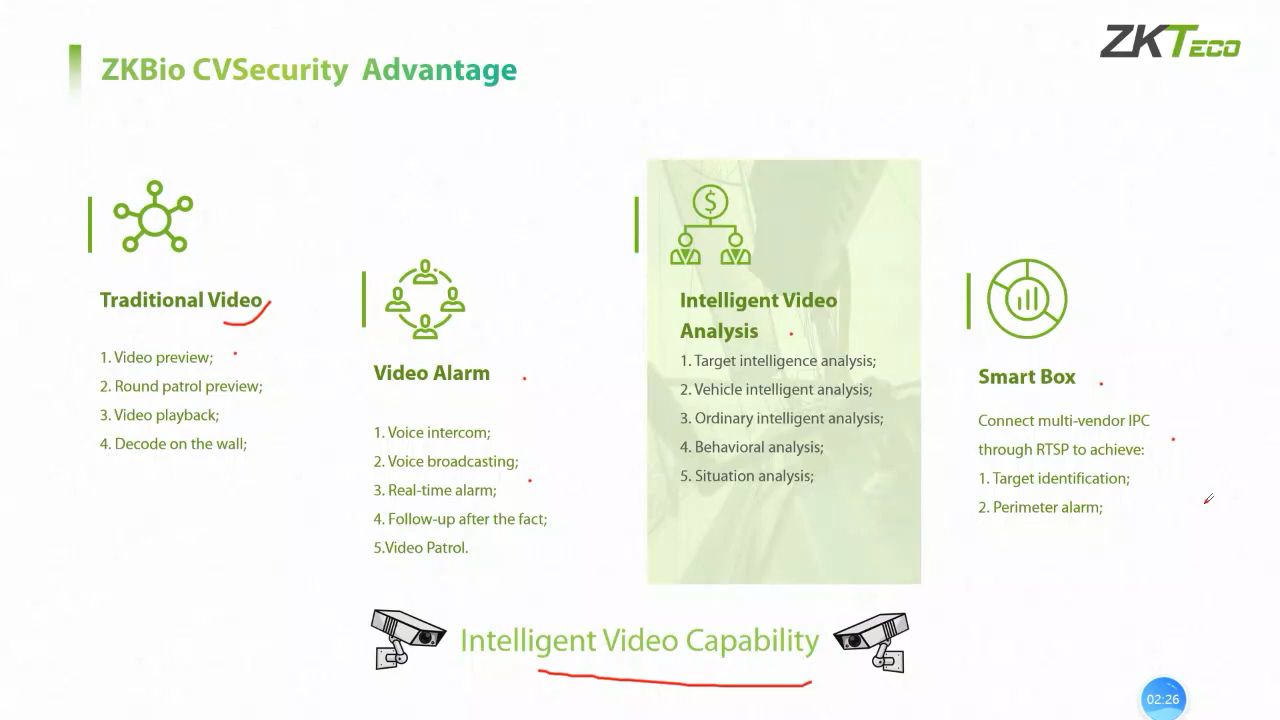 ZKTECO
ZKBio CVSecurity Advantage
Traditional Video
1. Video preview;
2. Round patrol preview;
3. Video playback;
4. Decode on the wall;
Video Alarm
1. Voice intercom;
2. Voice broadcasting;
3. Real-time alarm;
4. Follow-up after the fact;
5.Video Patrol.
$
Intelligent Video
Analysis
1. Target intelligence analysis;
2. Vehicle intelligent analysis;
3. Ordinary intelligent analysis;
4. Behavioral analysis;
5. Situation analysis;
Smart Box
Connect multi-vendor IPC
through RTSP to achieve:
1. Target identification;
2. Perimeter alarm;
Intelligent Video Capability
02:26